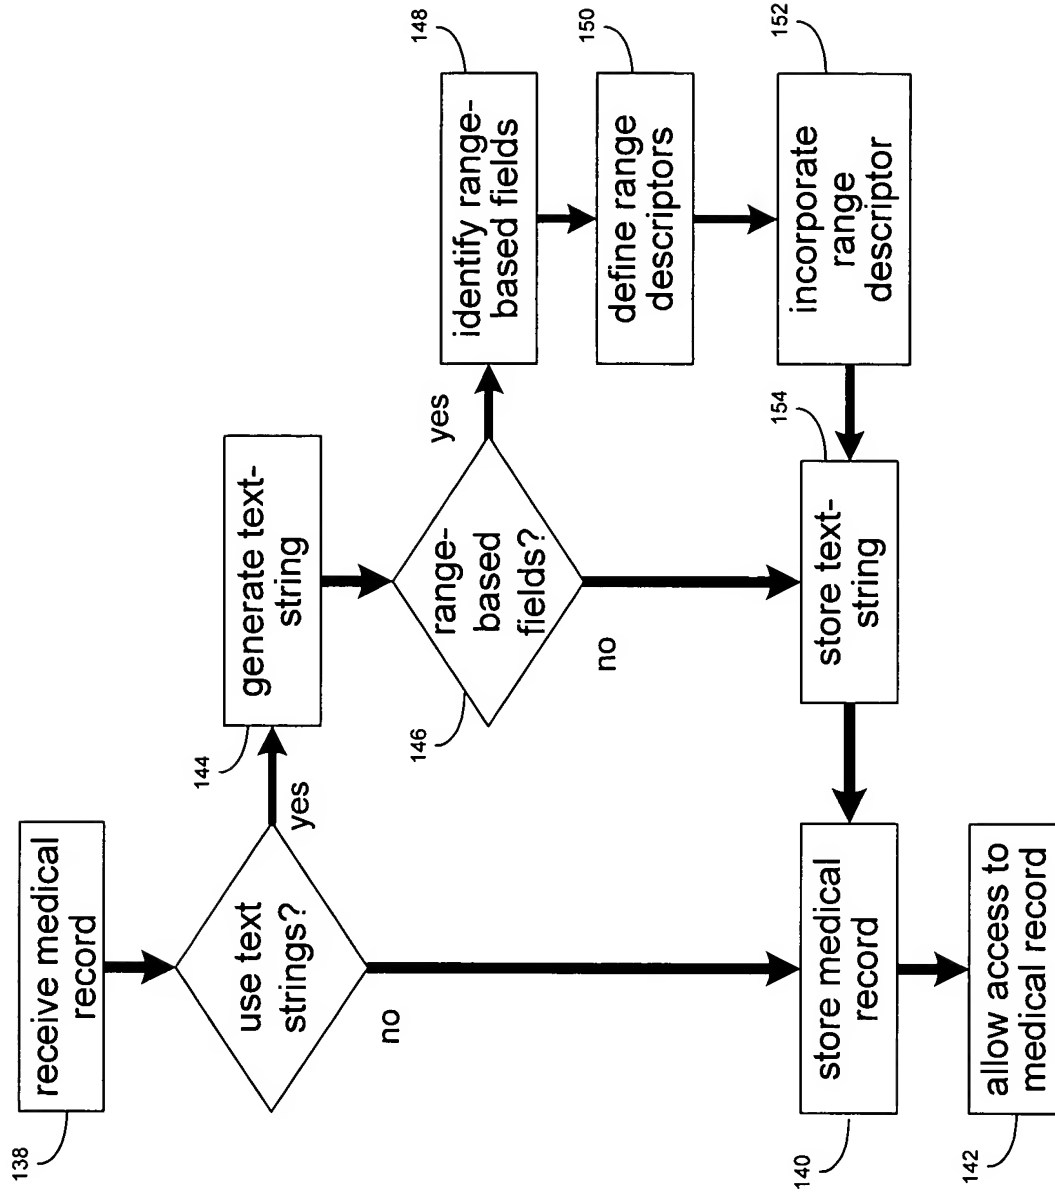 138
receive medical
record
use text
strings?
yes
no
144
generate text-
string
146
range-
based
fields?
yes
no
148
identify range-
based fields
150
define range
descriptors
152
incorporate
range
descriptor
154
store text-
string
140
store medical
record
142
allow access to
medical record